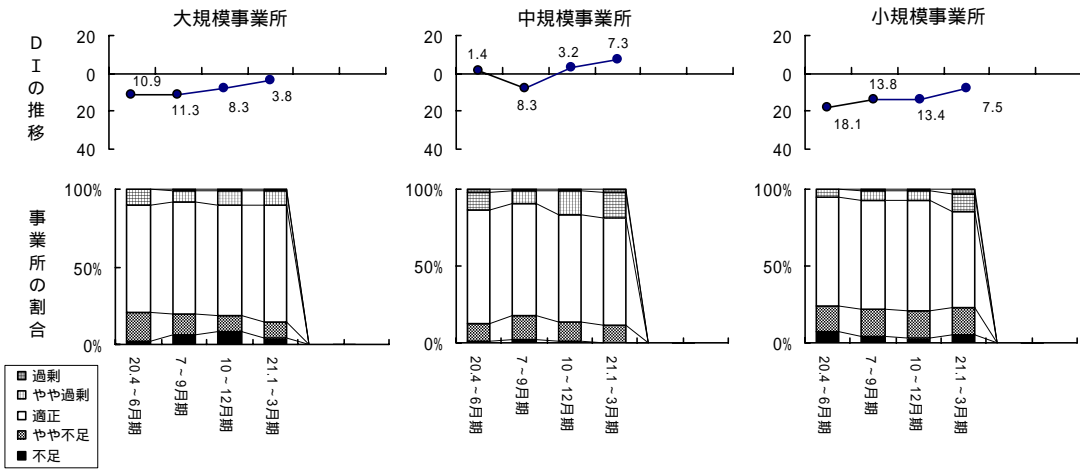 大規模事業所
中規模事業所
小規模事業所
DIの推移
20
0
20
40
10.9
11.3
8.3
3.8
20
0
20
40
1.4
8.3
3.2
7.3
20
0
20
40
18.1
13.8
13.4
7.5
事業所の割合
100%
50%
0%
100%
50%
0%
100%
50%
0%
20.4~6月期
7~9月期
10~12月期
21.1~3月期
20.4~6月期
7~9月期
10~12月期
21.1~3月期
20.4~6月期
7~9月期
10~12月期
21.1~3月期
過剰
やや過剰
適正
やや不足
不足